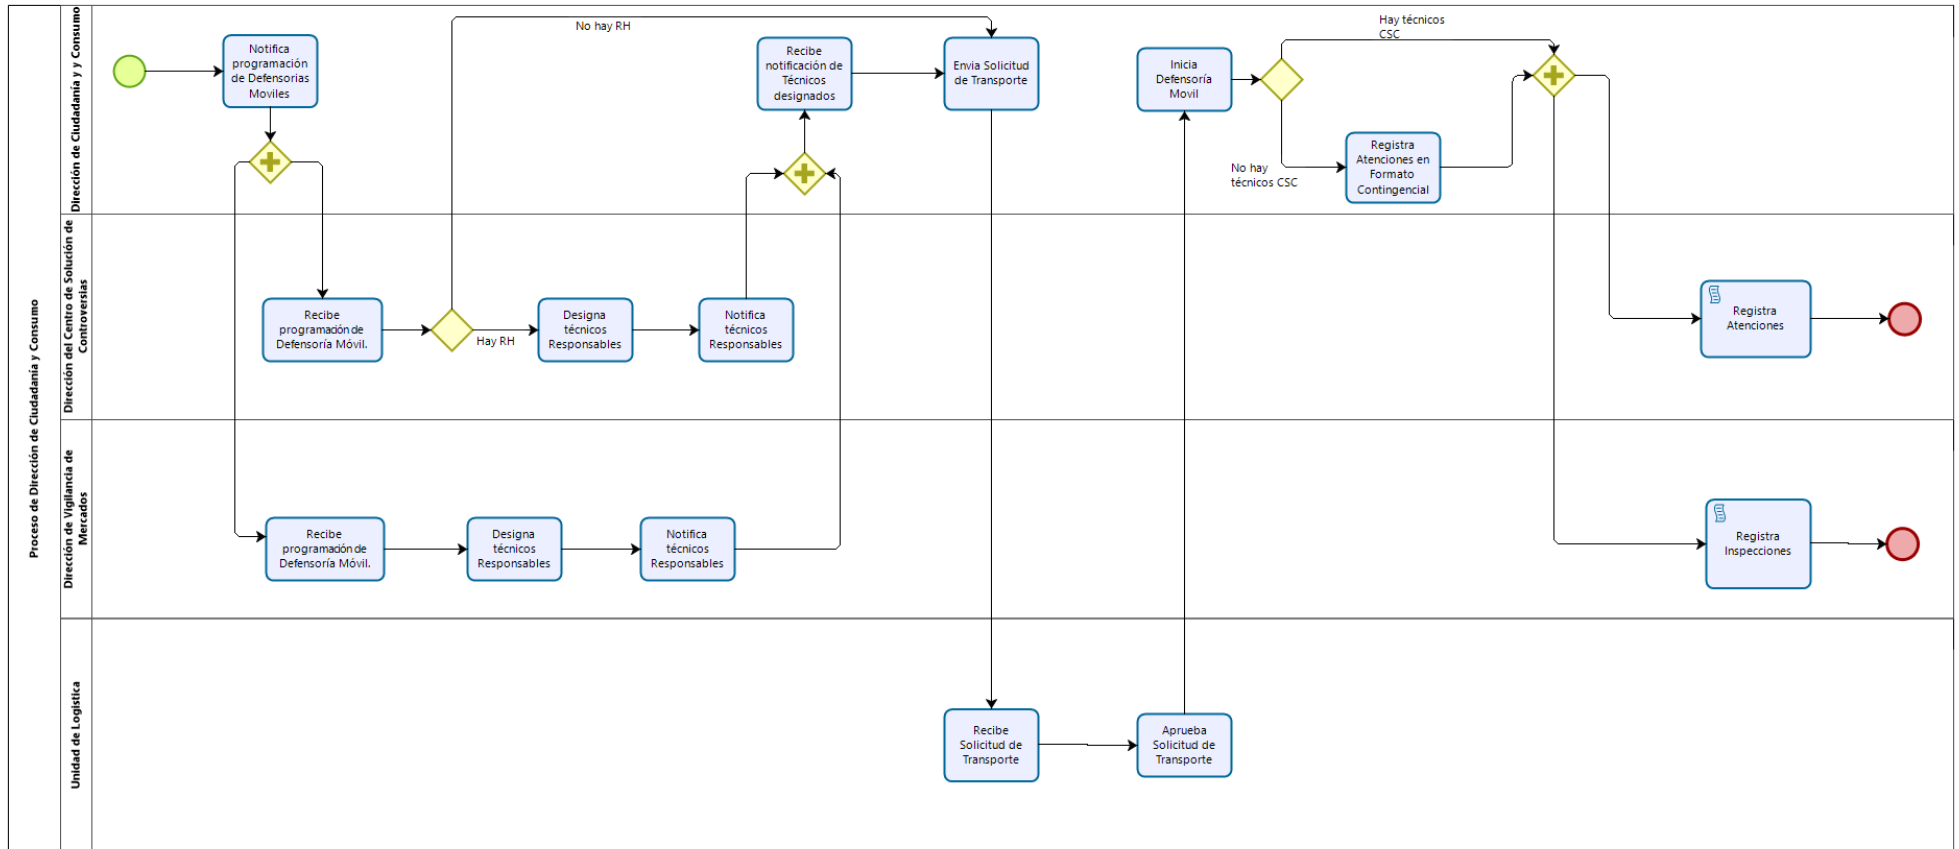 Proceso de Dirección de Ciudadanía y Consumo
Dirección de Ciudadanía y y Consumo
Notifica
programación
de Defensorias
Moviles
No hay RH
Recibe
notificación de
Técnicos
designados
Envia Solicitud
de Transporte
Inicia
Defensoría
Movil
Hay técnicos
CSC
No hay
técnicos CSC
Registra
Atenciones en
Formato
Contingencial
Dirección del Centro de Solución de
Controversias
Recibe
programación de
Defensoría Móvil.
Hay RH
Designa
técnicos
Responsables
Notifica
técnicos
Responsables
Registra
Atenciones
Dirección de Vigilancia de
Mercados
Recibe
programación de
Defensoría Móvil.
Designa
técnicos
Responsables
Notifica
técnicos
Responsables
Registra
Inspecciones
Unidad de Logistica
Recibe
Solicitud de
Transporte
Aprueba
Solicitud de
Transporte